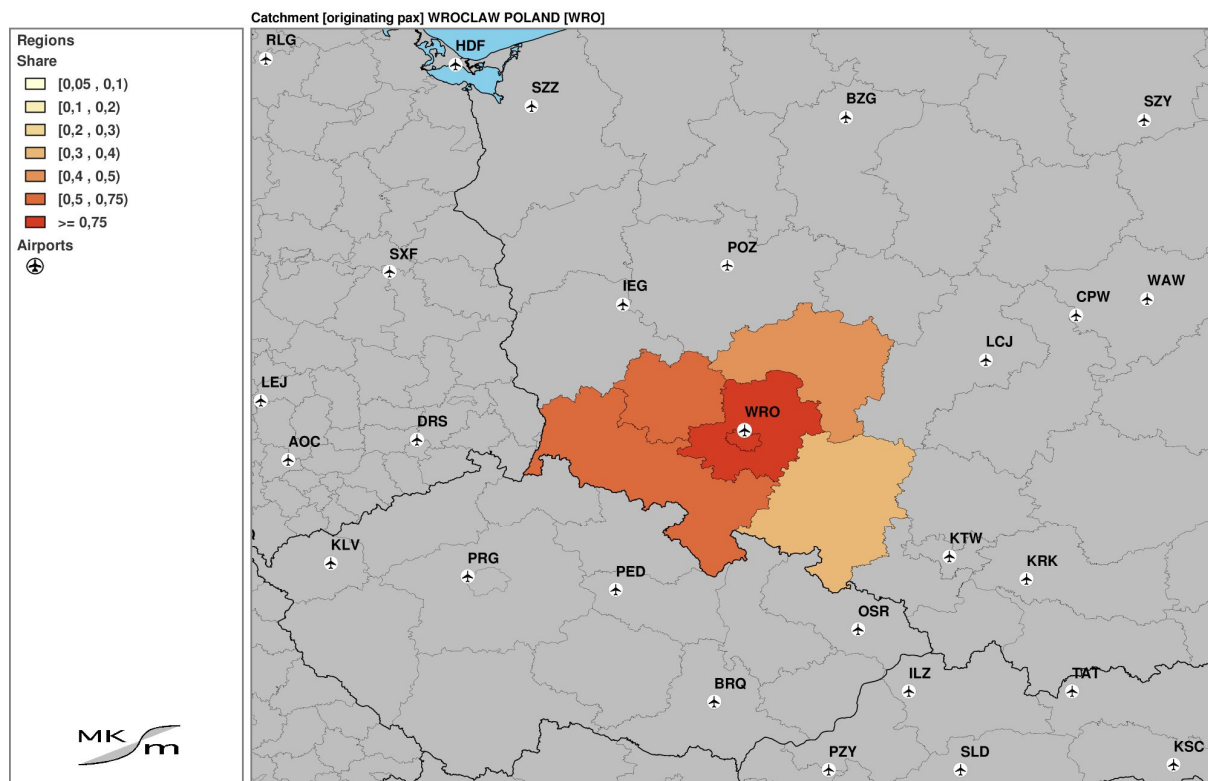 Catchment [originating pax] WROCLAW POLAND [WRO]
Regions
Share
[0,05 , 0,1)
[0,1 , 0,2)
[0,2 , 0,3)
[0,3 , 0,4)
[0,4 , 0,5)
[0,5 , 0,75)
>= 0,75
Airports
MK
m
RLG
HDF
SZZ
BZG
SZY
SXF
POZ
IEG
WAW
CPW
LCJ
LEJ
WRO
DRS
AOC
KLV
PRG
PED
KTW
KRK
OSR
BRQ
ILZ
TAT
PZY
SLD
KSC